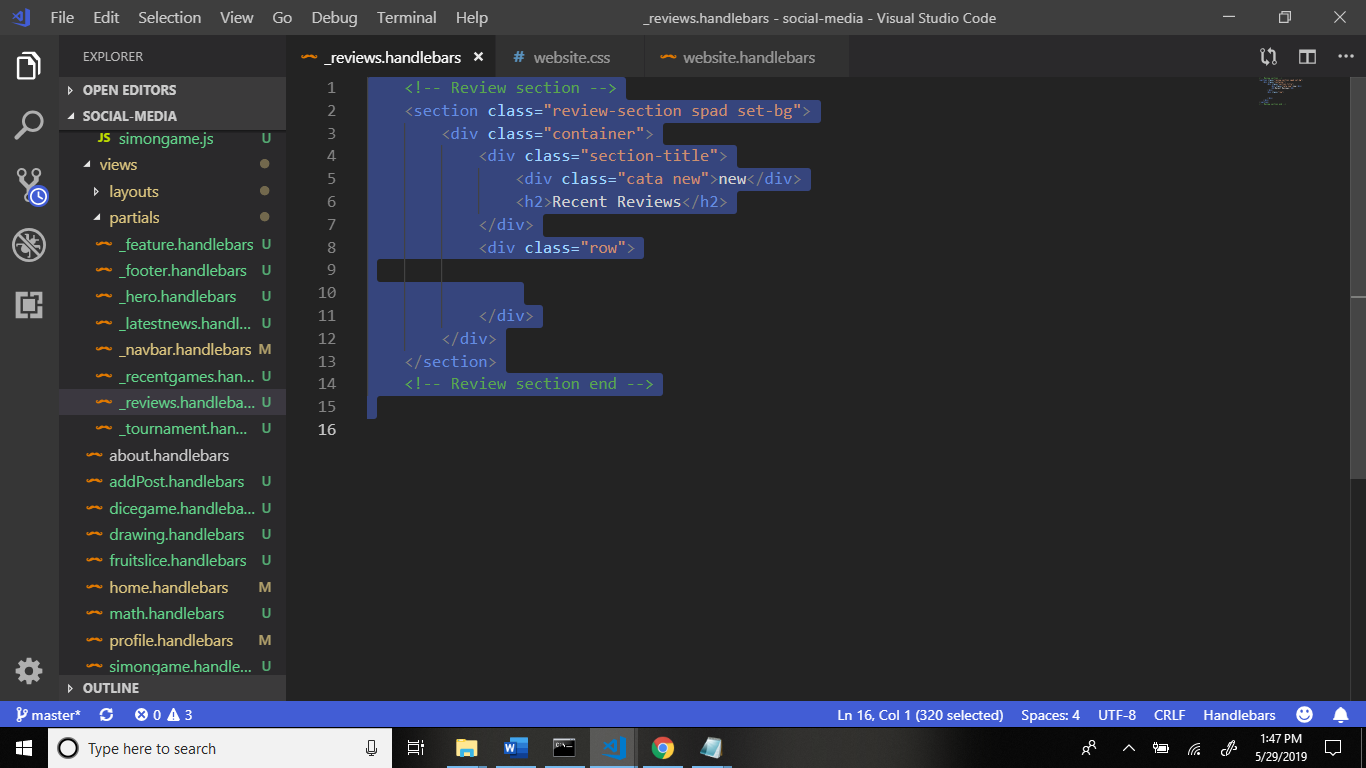 File Edit Selection View Go Debug Terminal Help _reviews.handlebars - social-media - Visual Studio Code
EXPLORER
OPEN EDITORS
SOCIAL-MEDIA
JS simongame.js U
views
layouts
partials
_feature.handlebars U
_footer.handlebars U
_hero.handlebars U
_latestnews.handl... U
_navbar.handlebars M
_recentgames.han... U
_reviews.handleba... U
_tournament.han... U
about.handlebars
addPost.handlebars U
dicegame.handleba... U
drawing.handlebars U
fruitslice.handlebars U
home.handlebars M
math.handlebars U
profile.handlebars M
simongame.handle... U
OUTLINE
_reviews.handlebars × # website.css website.handlebars
1 <!-- Review section -->
2 <section class="review-section spad set-bg">
3 <div class="container">
4 <div class="section-title">
5 <div class="cata new">new</div>
6 <h2>Recent Reviews</h2>
7 </div>
8 <div class="row">
9
10
11 </div>
12 </div>
13 </section>
14 <!-- Review section end -->
15
16
master* 0 3 Ln 16, Col 1 (320 selected) Spaces: 4 UTF-8 CRLF Handlebars
Type here to search
1:47 PM
5/29/2019